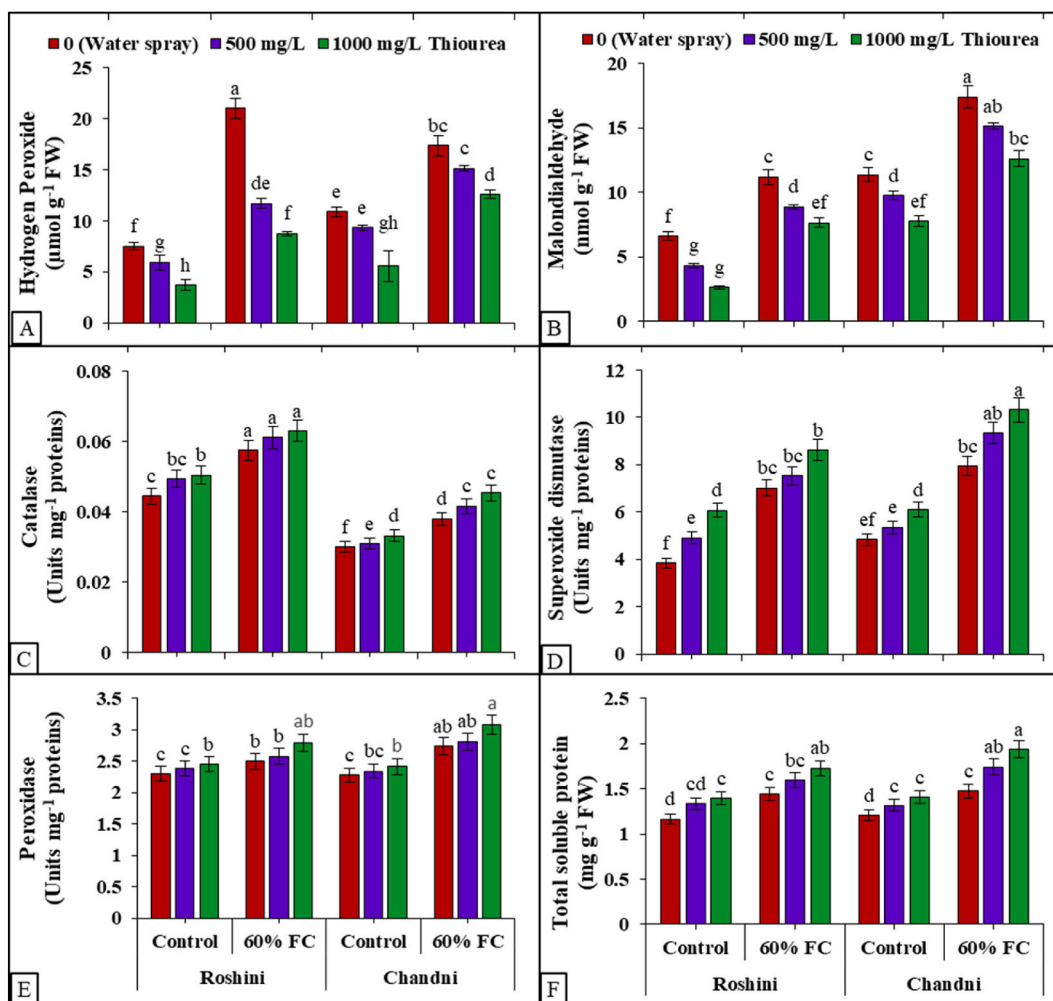 0 (Water spray) 500 mg/L 1000 mg/L Thiourea
Hydrogen Peroxide
(µmol g⁻¹ FW)
25
20
15
10
5
0
f g h a de f e e gh bc c d
A
0 (Water spray) 500 mg/L 1000 mg/L Thiourea
Malondialdehyde
(nmol g⁻¹ FW)
20
15
10
5
0
f g g c d ef c d ef a ab bc
B
Catalase
(Units mg⁻¹ proteins)
0.08
0.06
0.04
0.02
0
c bc b a a a f e d d c c
C
Superoxide dismutase
(Units mg⁻¹ proteins)
12
10
8
6
4
2
0
f e d bc bc b ef e d bc ab a
D
Peroxidase
(Units mg⁻¹ proteins)
3.5
3
2.5
2
1.5
1
0.5
0
c c b b b ab c bc b ab ab a
Control 60% FC Control 60% FC
Roshini Chandni
E
Total soluble protein
(mg g⁻¹ FW)
2.5
2
1.5
1
0.5
0
d cd c c bc ab d c c c ab a
Control 60% FC Control 60% FC
Roshini Chandni
F